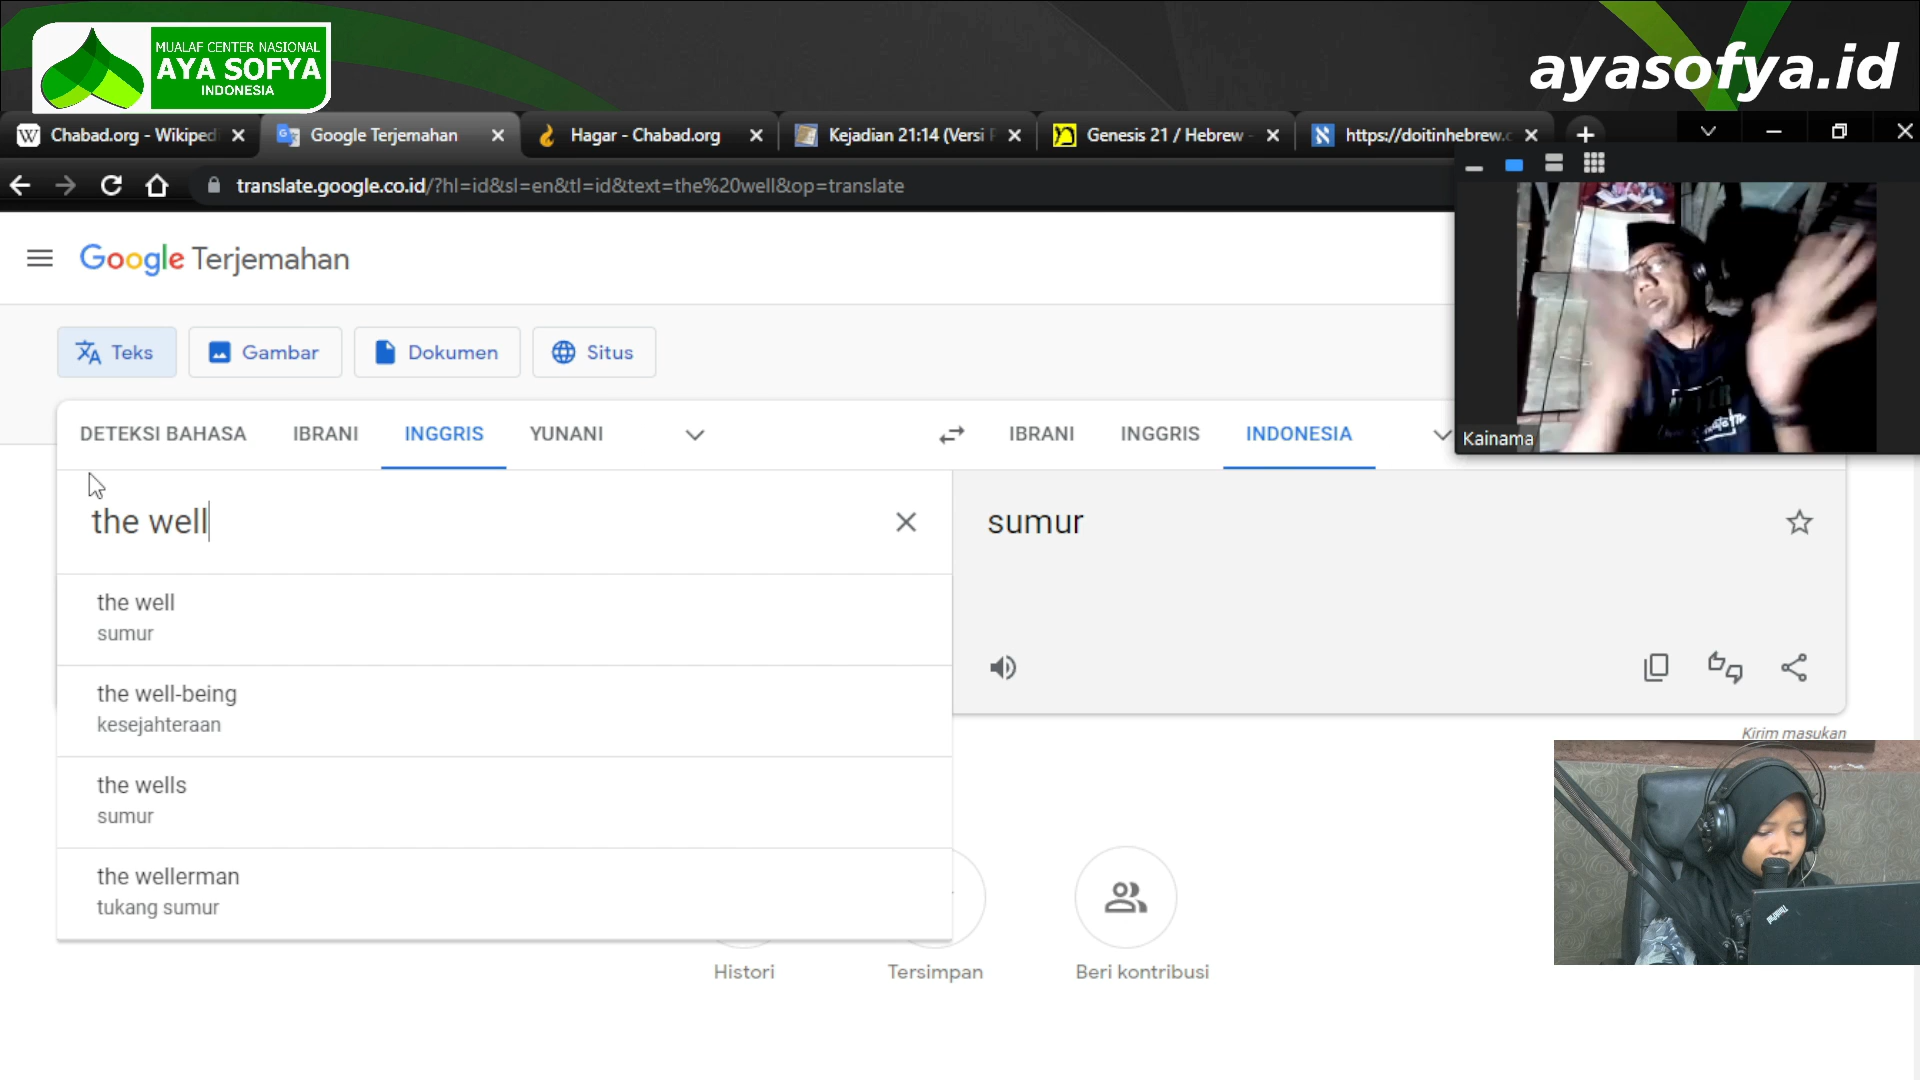 MUALAF CENTER NASIONAL
AYA SOFYA
INDONESIA
ayasofya.id
Chabad.org - Wikiped
Google Terjemahan
Hagar - Chabad.org
Kejadian 21:14 (Versi
Genesis 21 / Hebrew -
https://doitinhebrew.c
translate.google.co.id/?hl=id&sl=en&tl=id&text=the%20well&op=translate
Google Terjemahan
Teks
Gambar
Dokumen
Situs
DETEKSI BAHASA IBRANI INGGRIS YUNANI
IBRANI INGGRIS INDONESIA
Kainama
the well
sumur
the well
sumur
the well-being
kesejahteraan
the wells
sumur
the wellerman
tukang sumur
Kirim masukan
Histori
Tersimpan
Beri kontribusi
ThinkPad